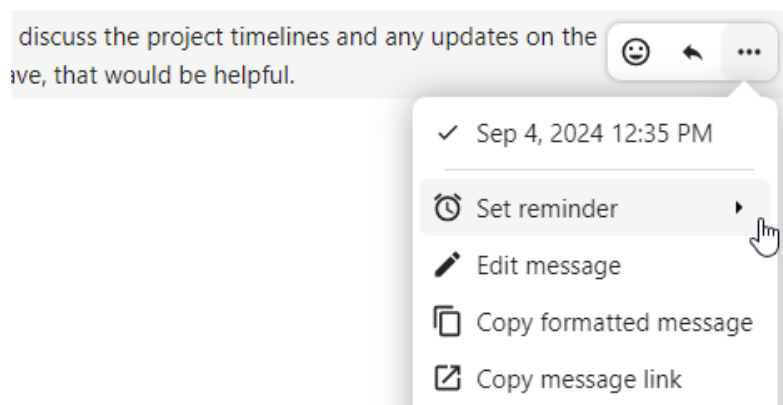 discuss the project timelines and any updates on the
that would be helpful.
Sep 4, 2024 12:35 PM
Set reminder
Edit message
Copy formatted message
Copy message link